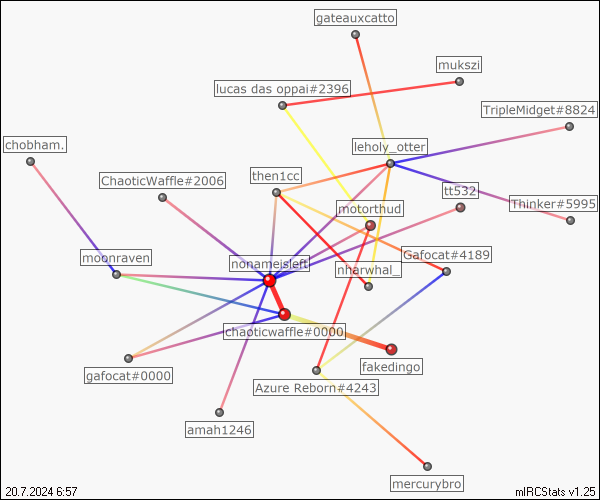 gateauxcatto
mukszi
lucas das oppai#2396
TripleMidget#8824
chobham.
leholy_otter
then1cc
ChaoticWaffle#2006
tt532
Thinker#5995
motorthud
Gafocat#4189
moonraven
nonameisleft
nharwhal_
chaoticwaffle#0000
fakedingo
gafocat#0000
Azure Reborn#4243
amah1246
mercurybro
20.7.2024 6:57
mIRCStats v1.25